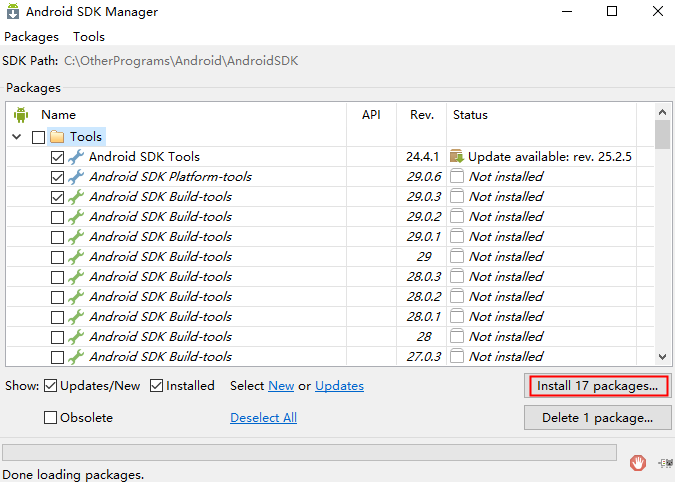 Android SDK Manager
Packages Tools
SDK Path: C:\OtherPrograms\Android\AndroidSDK
Packages
Name API Rev. Status
Tools
Android SDK Tools 24.4.1 Update available: rev. 25.2.5
Android SDK Platform-tools 29.0.6 Not installed
Android SDK Build-tools 29.0.3 Not installed
Android SDK Build-tools 29.0.2 Not installed
Android SDK Build-tools 29.0.1 Not installed
Android SDK Build-tools 29 Not installed
Android SDK Build-tools 28.0.3 Not installed
Android SDK Build-tools 28.0.2 Not installed
Android SDK Build-tools 28.0.1 Not installed
Android SDK Build-tools 28 Not installed
Android SDK Build-tools 27.0.3 Not installed
Show: Updates/New Installed Select New or Updates Install 17 packages...
Obsolete Deselect All Delete 1 package...
Done loading packages.